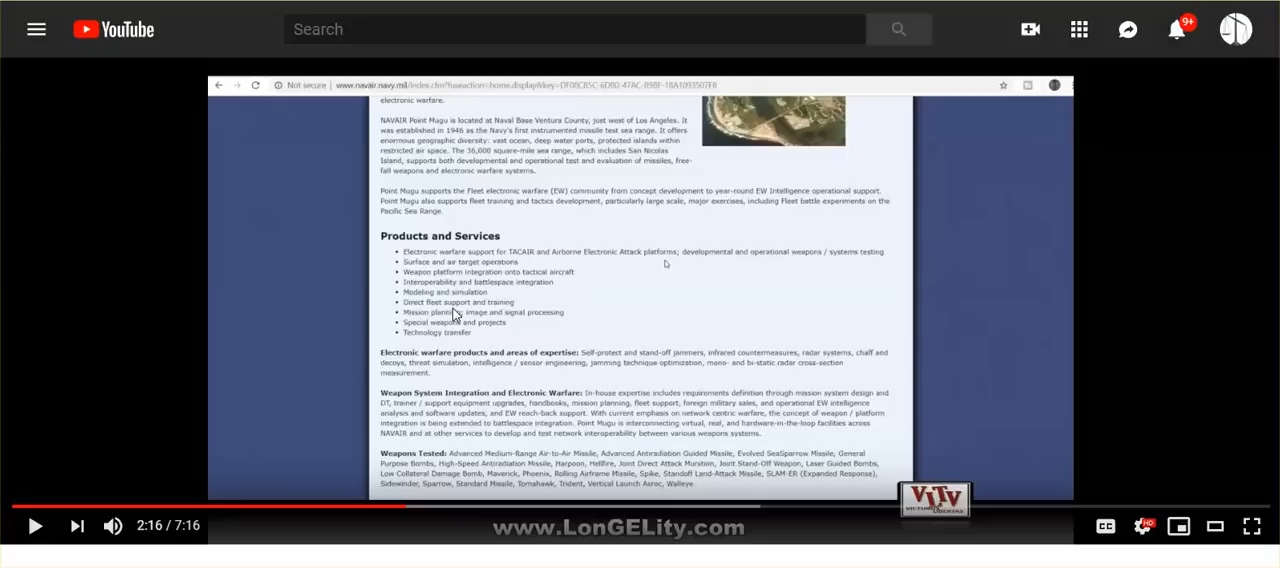 YouTube
Search
9+
Not secure | www.navair.navy.mil/index.cfm?fuseaction=home.display&key=
electronic warfare.
NAVAIR Point Mugu is located at Naval Base Ventura County, just west of Los Angeles. It
was established in 1946 as the Navy's first instrumented missile test sea range. It offers
enormous geographic diversity: vast ocean, deep water ports, protected islands within
restricted air space. The 36,000 square-mile sea range, which includes San Nicolas
Island, supports both developmental and operational test and evaluation of missiles, free-
fall weapons and electronic warfare systems.
Point Mugu supports the Fleet electronic warfare (EW) community from concept development to year-round EW Intelligence operational support.
Point Mugu also supports fleet training and tactics development, particularly large scale, major exercises, including Fleet battle experiments on the
Pacific Sea Range.
Products and Services
• Electronic warfare support for TACAIR and Airborne Electronic Attack platforms; developmental and operational weapons / systems testing
• Surface and air target operations
• Weapon platform integration onto tactical aircraft
• Interoperability and battlespace integration
• Modeling and simulation
• Direct fleet support and training
• Mission planning; image and signal processing
• Special weapons and projects
• Technology transfer
Electronic warfare products and areas of expertise: Self-protect and stand-off jammers, infrared countermeasures, radar systems, chaff and
decoys, threat simulation, intelligence / sensor engineering, jamming technique optimization, mono- and bi-static radar cross-section
measurement.
Weapon System Integration and Electronic Warfare: In-house expertise includes requirements definition through mission system design and
DT, trainer / support equipment upgrades, handbooks, mission planning, fleet support, foreign military sales, and operational EW intelligence
analysis and software updates, and EW reach-back support. With current emphasis on network centric warfare, the concept of weapon / platform
integration is being extended to battlespace integration. Point Mugu is interconnecting virtual, real, and hardware-in-the-loop facilities across
NAVAIR and at other services to develop and test network interoperability between various weapons systems.
Weapons Tested: Advanced Medium-Range Air-to-Air Missile, Advanced Antiradiation Guided Missile, Evolved SeaSparrow Missile, General
Purpose Bombs, High-Speed Antiradiation Missile, Harpoon, Hellfire, Joint Direct Attack Munition, Joint Stand-Off Weapon, Laser Guided Bombs,
Low Collateral Damage Bomb, Maverick, Phoenix, Rolling Airframe Missile, Spike, Standoff Land-Attack Missile, SLAM-ER (Expanded Response),
Sidewinder, Sparrow, Standard Missile, Tomahawk, Trident, Vertical Launch Asroc, Walleye
VLTV
2:16 / 7:16
www.LonGELity.com
CC
HD